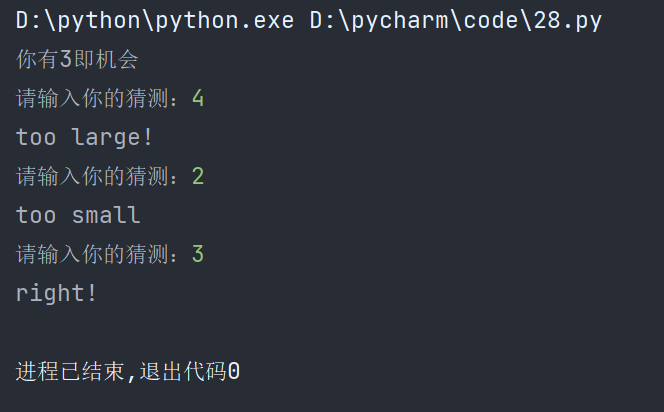 D:\python\python.exe D:\pycharm\code\28.py
你有3即机会
请输入你的猜测：4
too large!
请输入你的猜测：2
too small
请输入你的猜测：3
right!
进程已结束,退出代码0